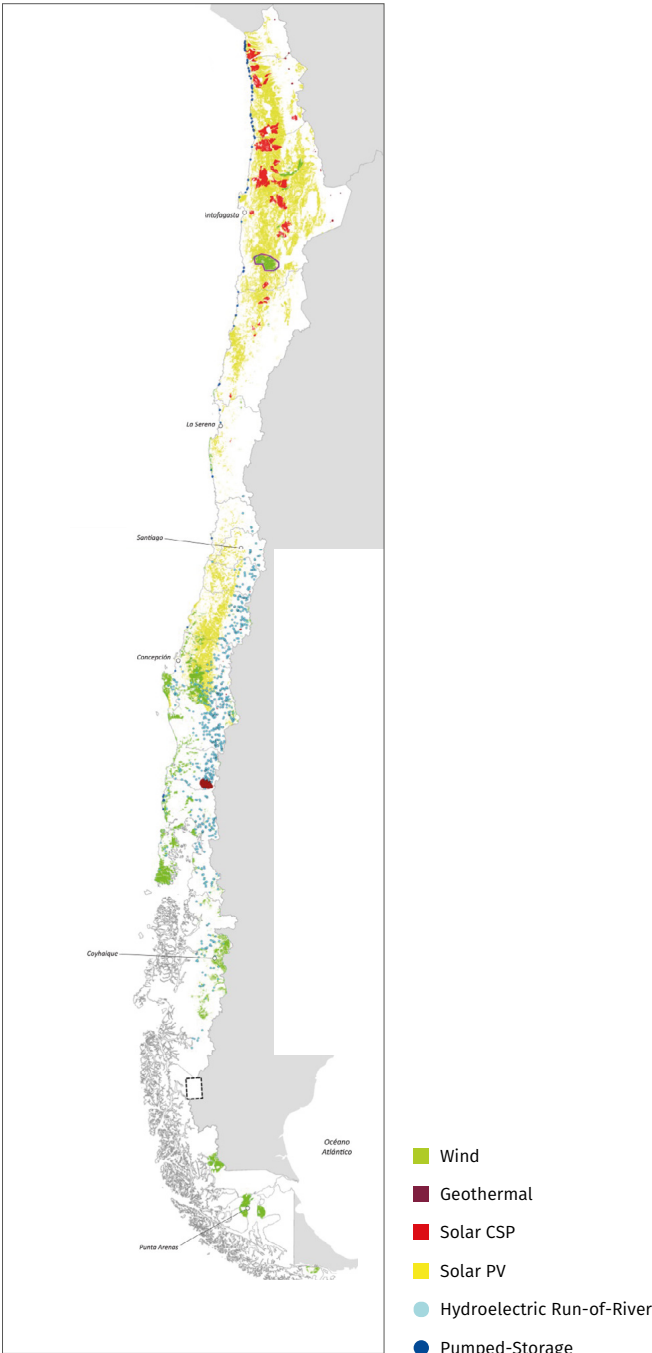 Antofagasta
La Serena
Santiago
Concepción
Coyhaique
Océano
Atlántico
Punta Arenas
Wind
Geothermal
Solar CSP
Solar PV
Hydroelectric Run-of-River
Pumped-Storage